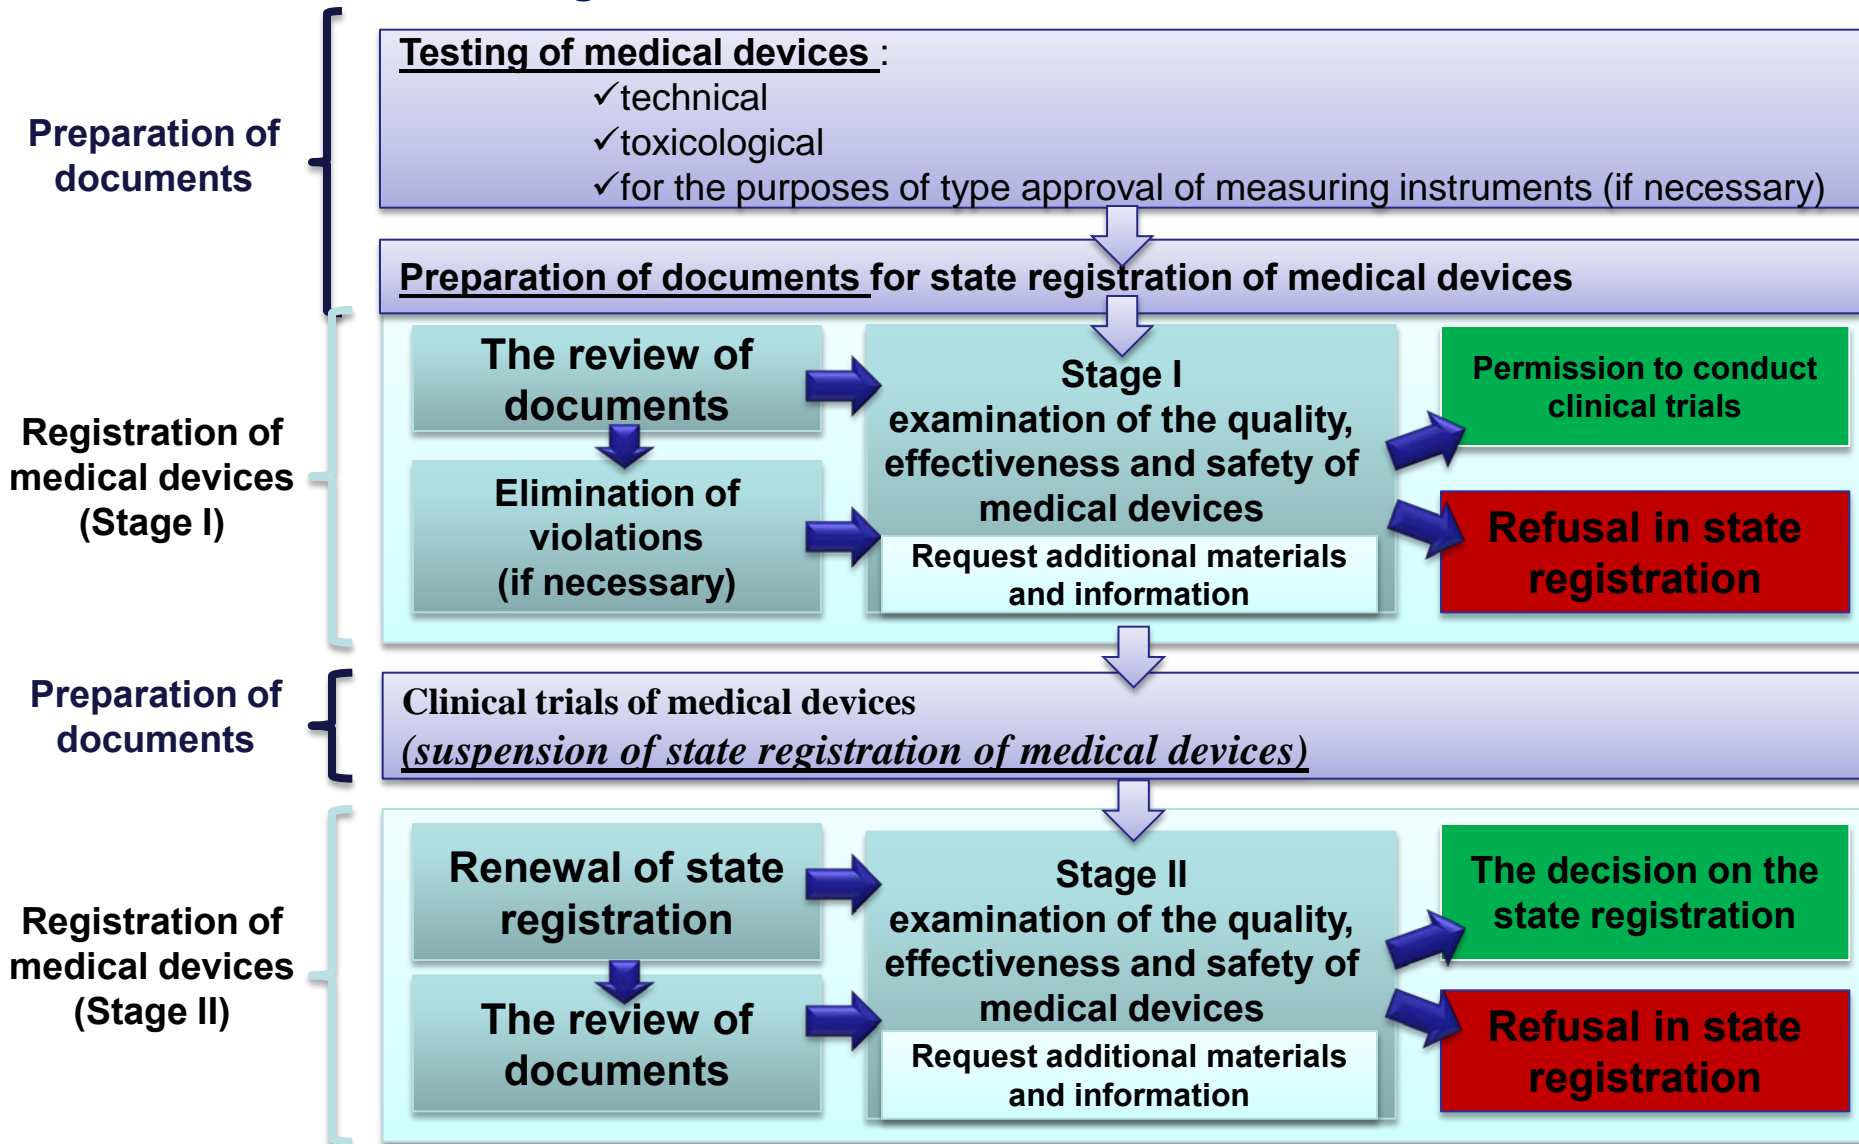 Testing of medical devices :
✓technical
✓toxicological
✓for the purposes of type approval of measuring instruments (if necessary)
Preparation of
documents
Preparation of documents for state registration of medical devices
Registration of
medical devices
(Stage I)
The review of
documents
Elimination of
violations
(if necessary)
Stage I
examination of the quality,
effectiveness and safety of
medical devices
Request additional materials
and information
Permission to conduct
clinical trials
Refusal in state
registration
Preparation of
documents
Clinical trials of medical devices
(suspension of state registration of medical devices)
Registration of
medical devices
(Stage II)
Renewal of state
registration
The review of
documents
Stage II
examination of the quality,
effectiveness and safety of
medical devices
Request additional materials
and information
The decision on the
state registration
Refusal in state
registration